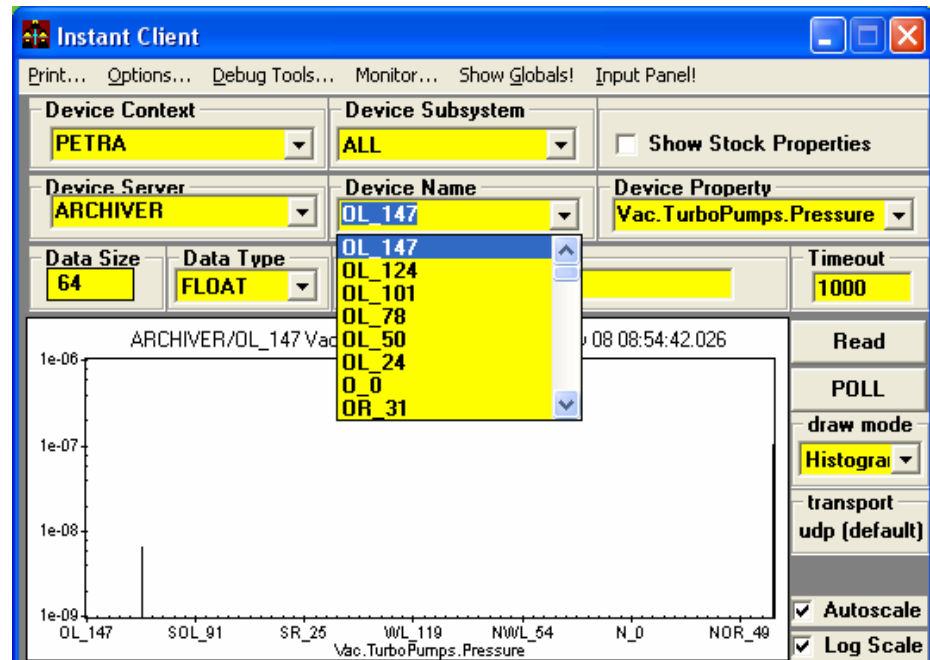 Instant Client
Print... Options... Debug Tools... Monitor... Show Globals! Input Panel!
Device Context
PETRA
Device Subsystem
ALL
Show Stock Properties
Device Server
ARCHIVER
Device Name
OL_147
Device Property
Vac.TurboPumps.Pressure
OL_147
OL_124
OL_101
OL_78
OL_50
OL_24
O_0
OR_31
Data Size
64
Data Type
FLOAT
Timeout
1000
ARCHIVER/OL_147 Vac 08 08:54:42.026
1e-06
1e-07
1e-08
1e-09
OL_147 SOL_91 SR_25 WL_119 NWL_54 N_0 NOR_49
Vac.TurboPumps.Pressure
Read
POLL
draw mode
Histogra
transport
udp (default)
Autoscale
Log Scale